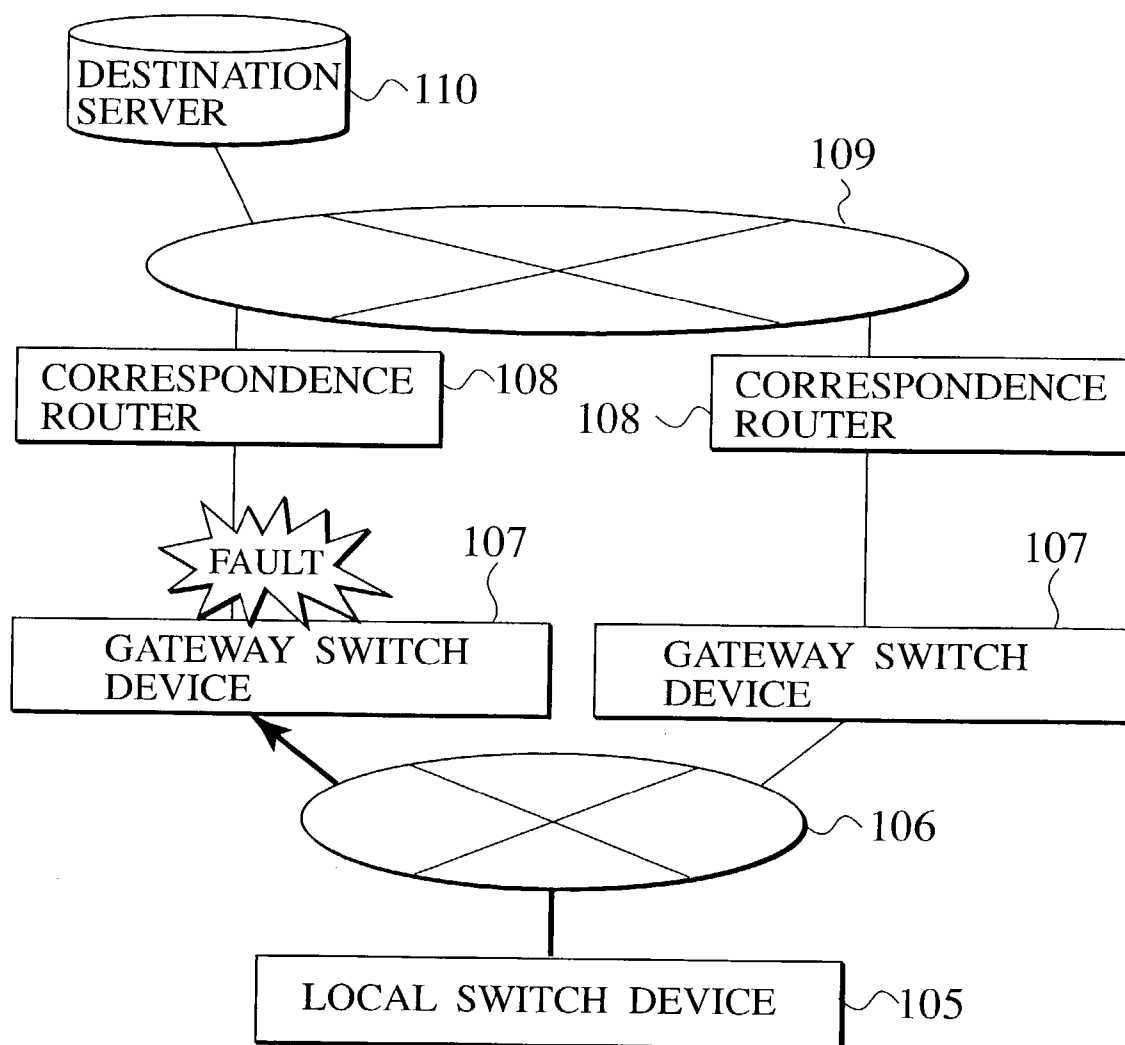 DESTINATION
SERVER
110
109
CORRESPONDENCE
ROUTER
108
108
CORRESPONDENCE
ROUTER
FAULT
107
107
GATEWAY SWITCH
DEVICE
GATEWAY SWITCH
DEVICE
106
LOCAL SWITCH DEVICE
105